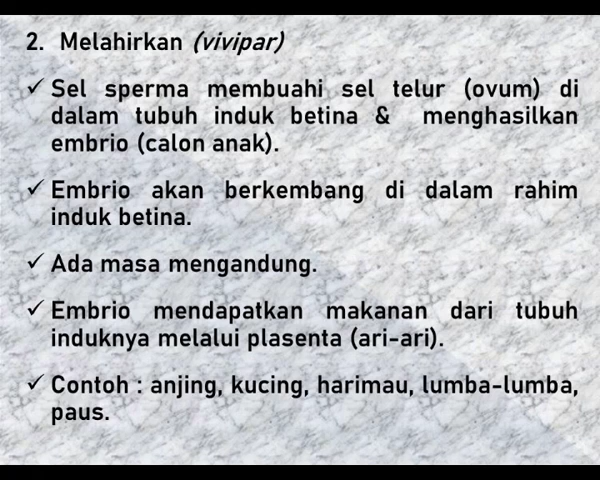 2. Melahirkan (vivipar)
✓ Sel sperma membuahi sel telur (ovum) di
dalam tubuh induk betina & menghasilkan
embrio (calon anak).
✓ Embrio akan berkembang di dalam rahim
induk betina.
✓ Ada masa mengandung.
✓ Embrio mendapatkan makanan dari tubuh
induknya melalui plasenta (ari-ari).
✓ Contoh : anjing, kucing, harimau, lumba-lumba,
paus.